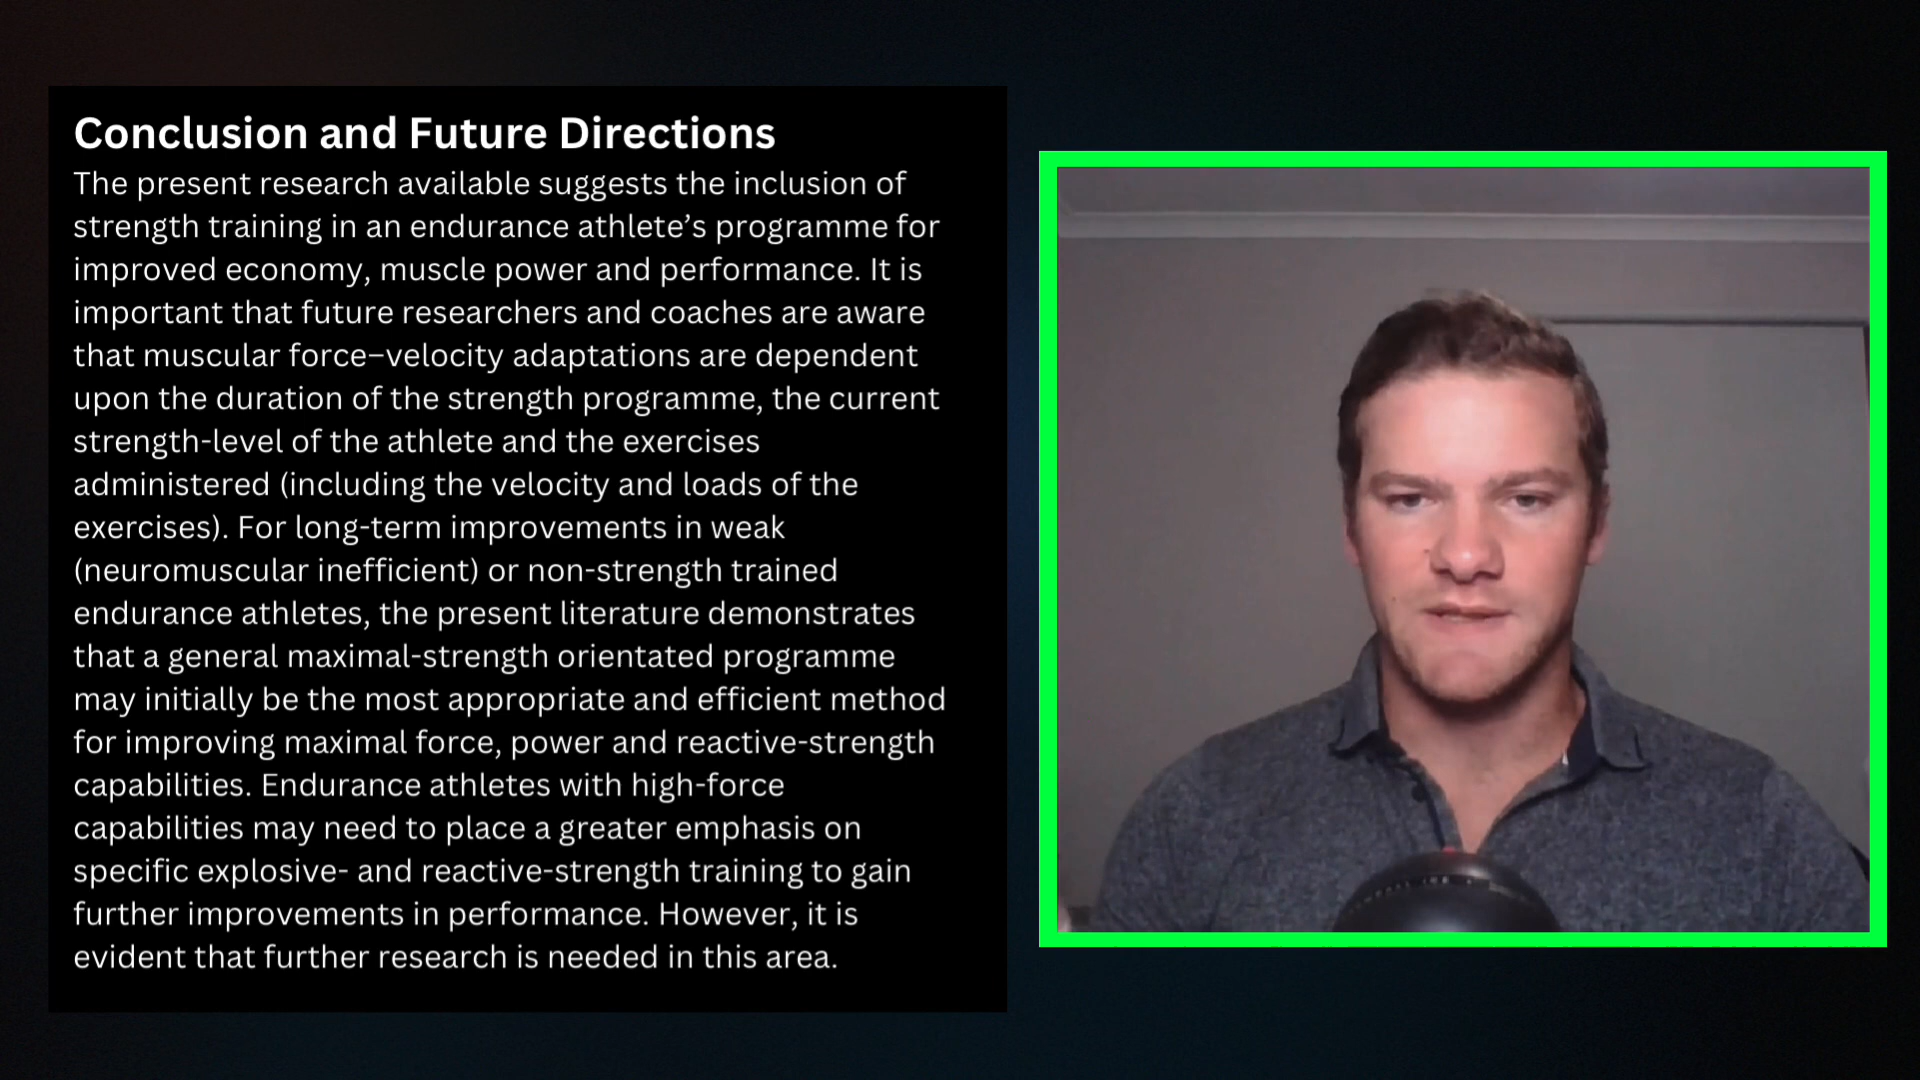 Conclusion and Future Directions
The present research available suggests the inclusion of
strength training in an endurance athlete’s programme for
improved economy, muscle power and performance. It is
important that future researchers and coaches are aware
that muscular force–velocity adaptations are dependent
upon the duration of the strength programme, the current
strength-level of the athlete and the exercises
administered (including the velocity and loads of the
exercises). For long-term improvements in weak
(neuromuscular inefficient) or non-strength trained
endurance athletes, the present literature demonstrates
that a general maximal-strength orientated programme
may initially be the most appropriate and efficient method
for improving maximal force, power and reactive-strength
capabilities. Endurance athletes with high-force
capabilities may need to place a greater emphasis on
specific explosive- and reactive-strength training to gain
further improvements in performance. However, it is
evident that further research is needed in this area.